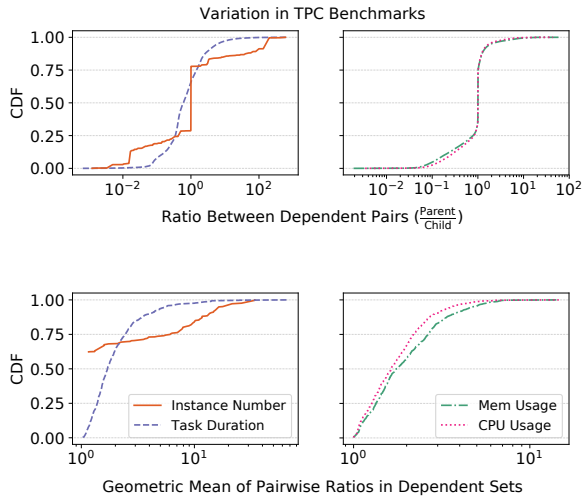 Variation in TPC Benchmarks
CDF
1.00
0.75
0.50
0.25
0.00
10^-2 10^0 10^2
10^-2 10^-1 10^0 10^1 10^2
Ratio Between Dependent Pairs (Parent/Child)
CDF
1.00
0.75
0.50
0.25
0.00
Instance Number
Task Duration
Mem Usage
CPU Usage
10^0 10^1
10^0 10^1
Geometric Mean of Pairwise Ratios in Dependent Sets